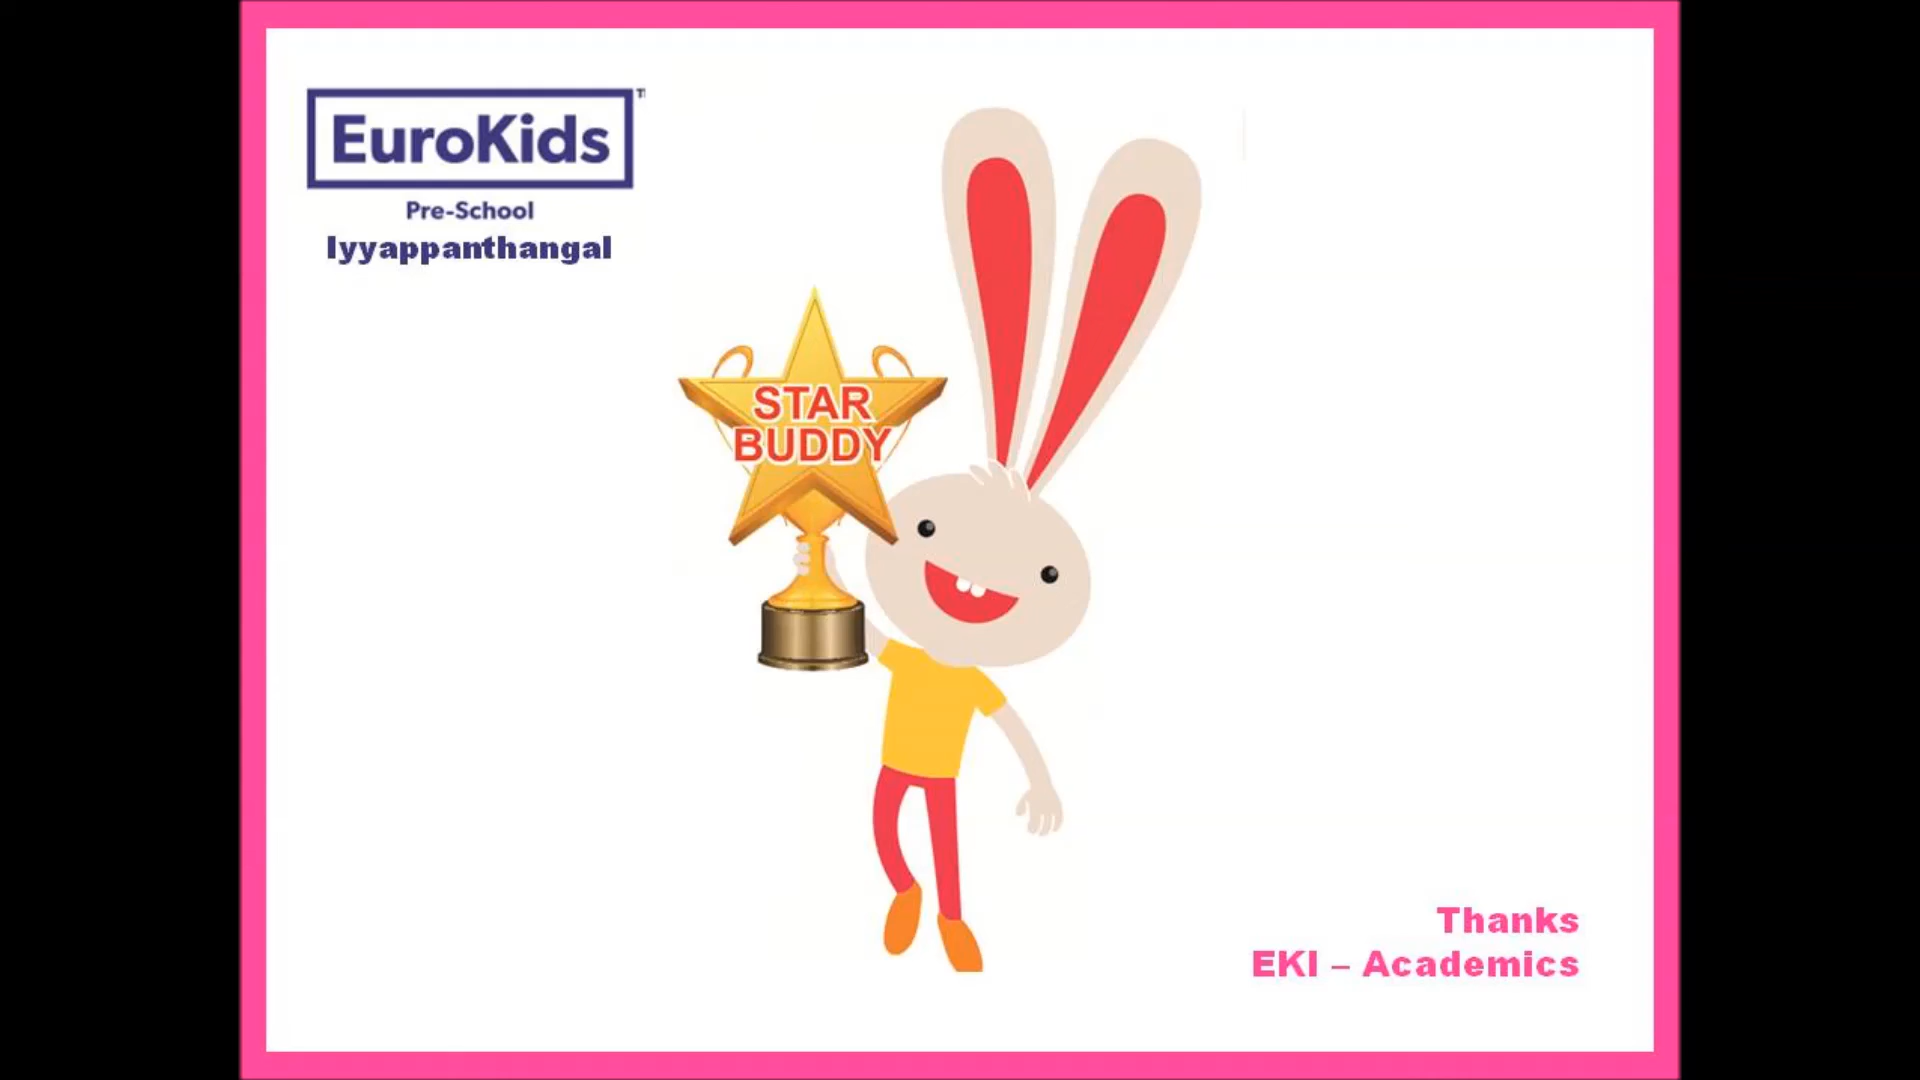 EuroKids
Pre-School
Iyyappanthangal
STAR
BUDDY
Thanks
EKI – Academics